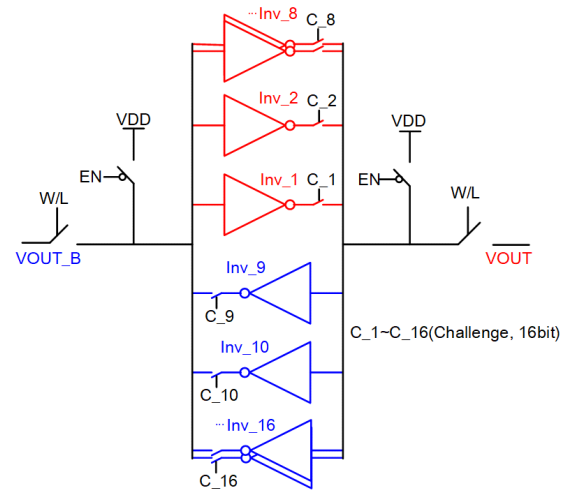 ···Inv_8
C_8
Inv_2
C_2
VDD
VDD
Inv_1
C_1
EN
EN
W/L
W/L
VOUT_B
VOUT
Inv_9
C_9
C_1~C_16(Challenge, 16bit)
Inv_10
C_10
···Inv_16
C_16